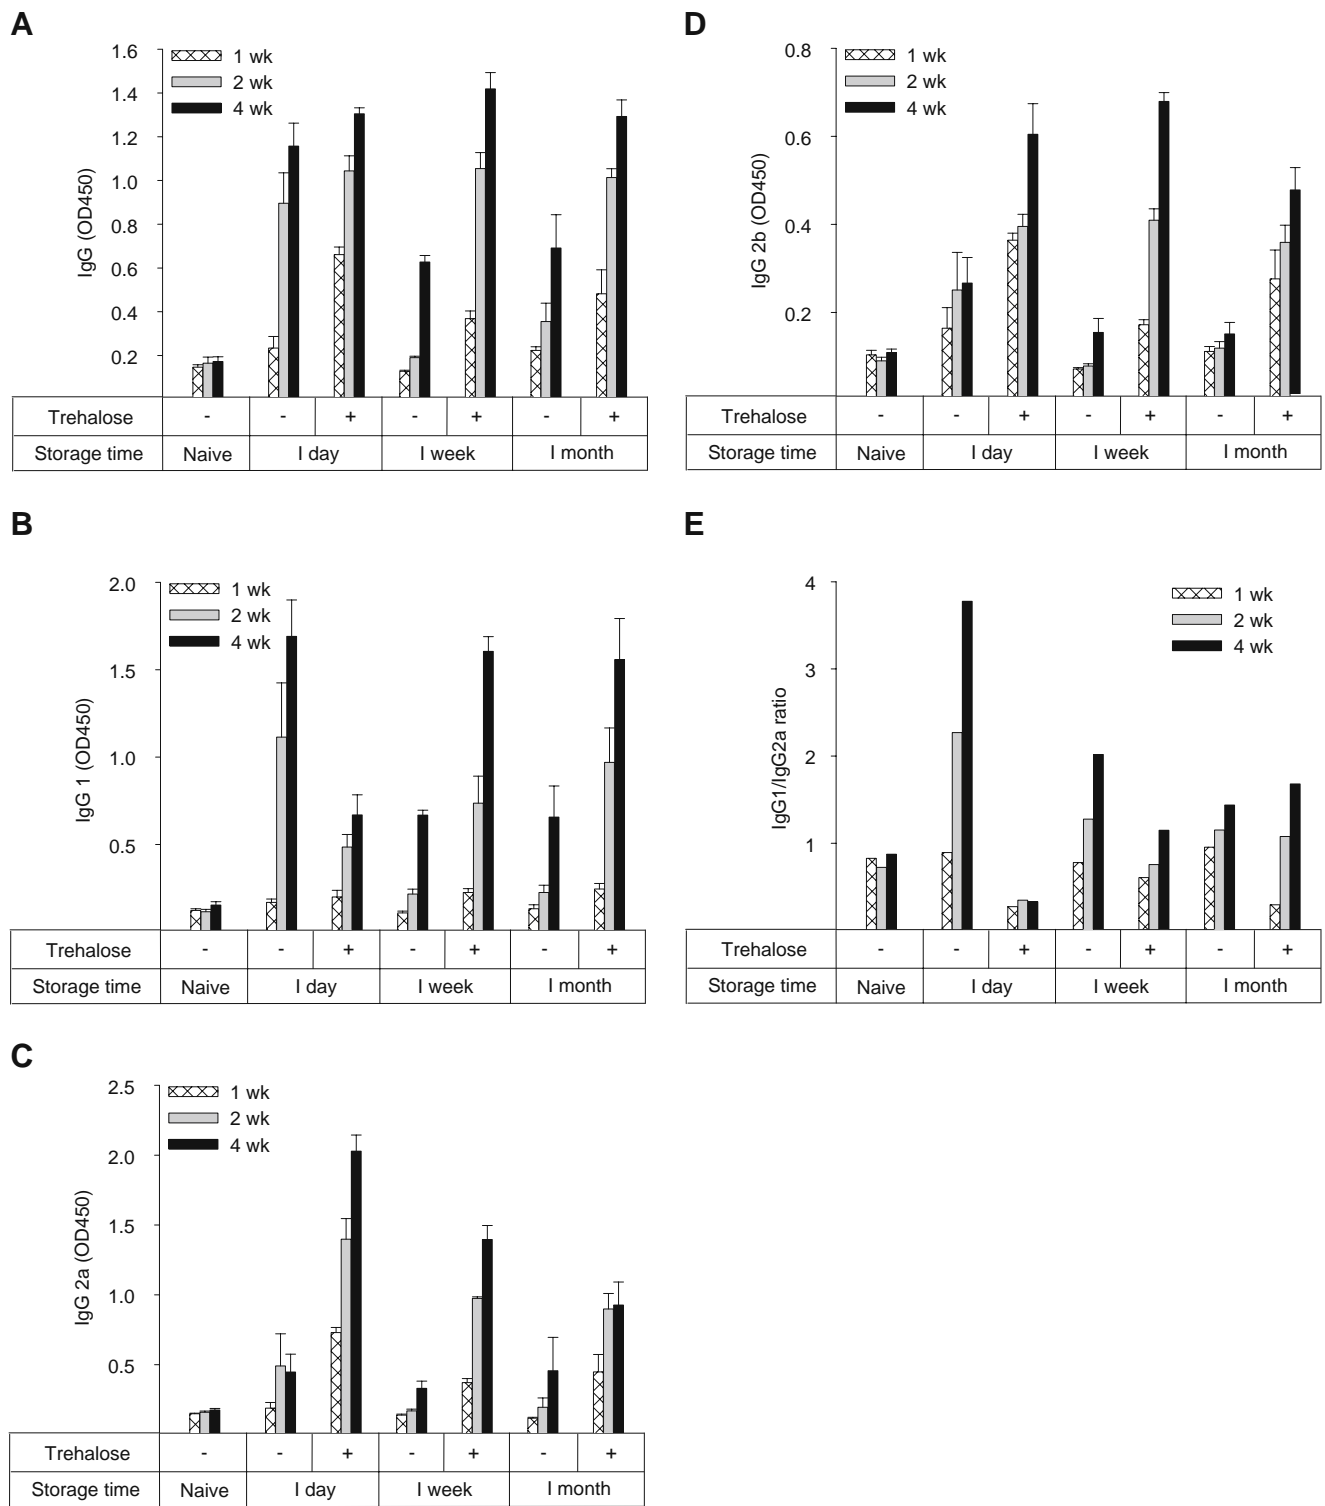 A
1.6
1.4
1.2
1.0
0.8
0.6
0.4
0.2
IgG (OD450)
1 wk
2 wk
4 wk
Trehalose - - + - + - +
Storage time Naive I day I week I month
D
0.8
0.6
0.4
0.2
IgG 2b (OD450)
1 wk
2 wk
4 wk
Trehalose - - + - + - +
Storage time Naive I day I week I month
B
2.0
1.5
1.0
0.5
IgG 1 (OD450)
1 wk
2 wk
4 wk
Trehalose - - + - + - +
Storage time Naive I day I week I month
E
4
3
2
1
IgG1/IgG2a ratio
1 wk
2 wk
4 wk
Trehalose - - + - + - +
Storage time Naive I day I week I month
C
2.5
2.0
1.5
1.0
0.5
IgG 2a (OD450)
1 wk
2 wk
4 wk
Trehalose - - + - + - +
Storage time Naive I day I week I month